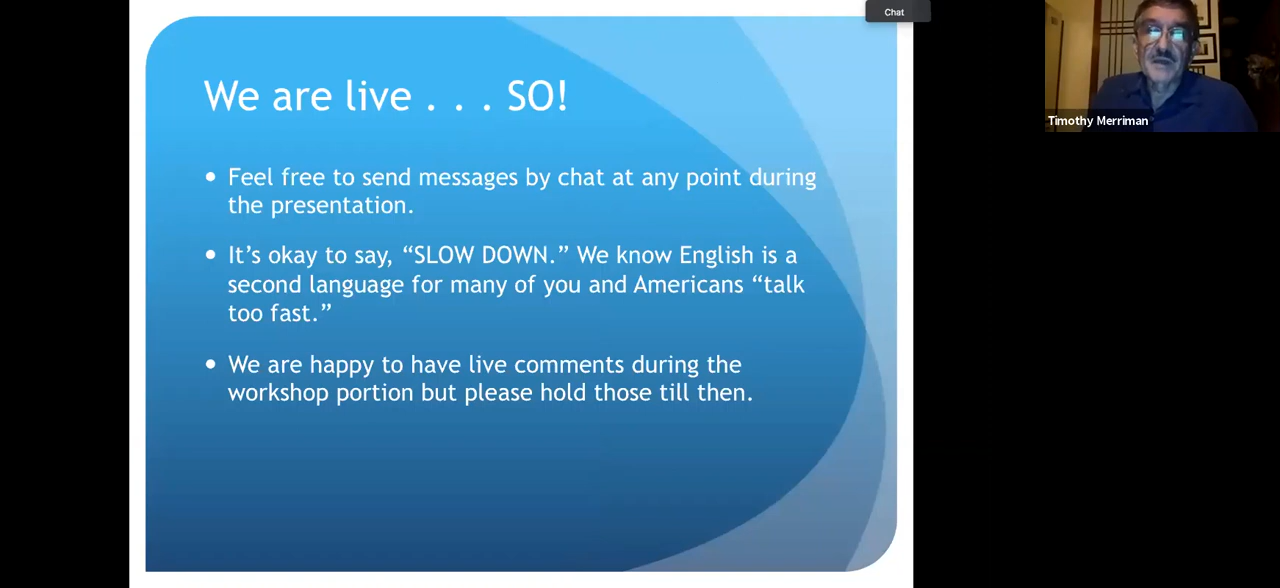 Chat
We are live . . . SO!
• Feel free to send messages by chat at any point during
the presentation.
• It’s okay to say, “SLOW DOWN.” We know English is a
second language for many of you and Americans “talk
too fast.”
• We are happy to have live comments during the
workshop portion but please hold those till then.
Timothy Merriman